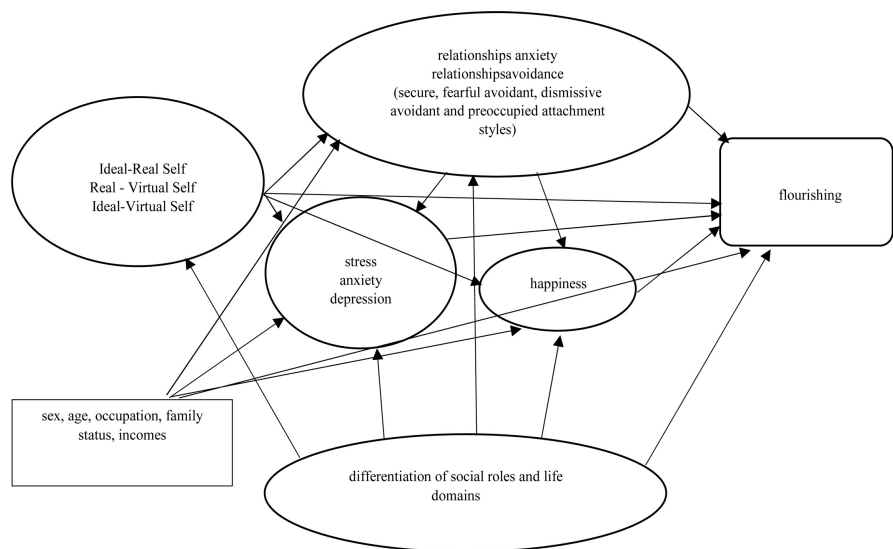 relationships anxiety
relationshipsavoidance
(secure, fearful avoidant, dismissive
avoidant and preoccupied attachment
styles)
Ideal-Real Self
Real - Virtual Self
Ideal-Virtual Self
flourishing
stress
anxiety
depression
happiness
sex, age, occupation, family
status, incomes
differentiation of social roles and life
domains